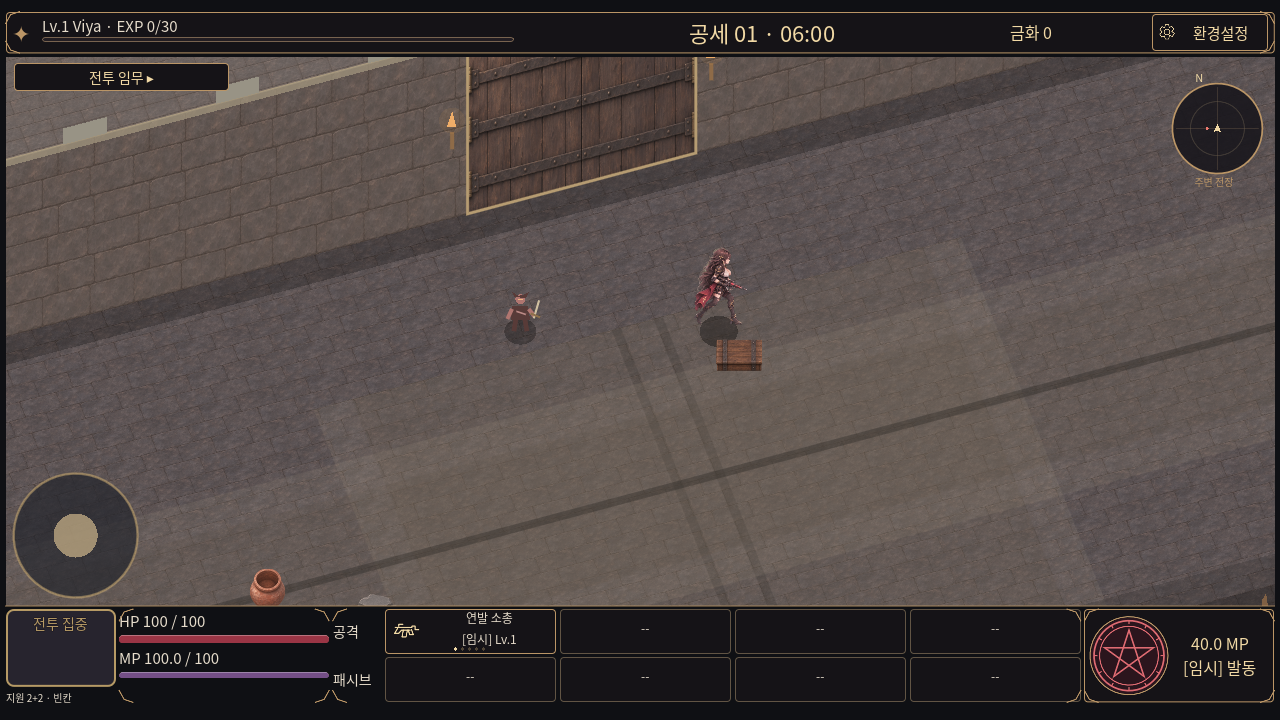 Lv.1 Viya · EXP 0/30
공세 01 · 06:00
금화 0
환경설정
전투 임무 ▸
N
주변 전장
전투 집중
지원 2+2 · 빈칸
HP 100 / 100
MP 100.0 / 100
공격
패시브
연발 소총
[임시] Lv.1
--
--
--
--
--
--
--
40.0 MP
[임시] 발동